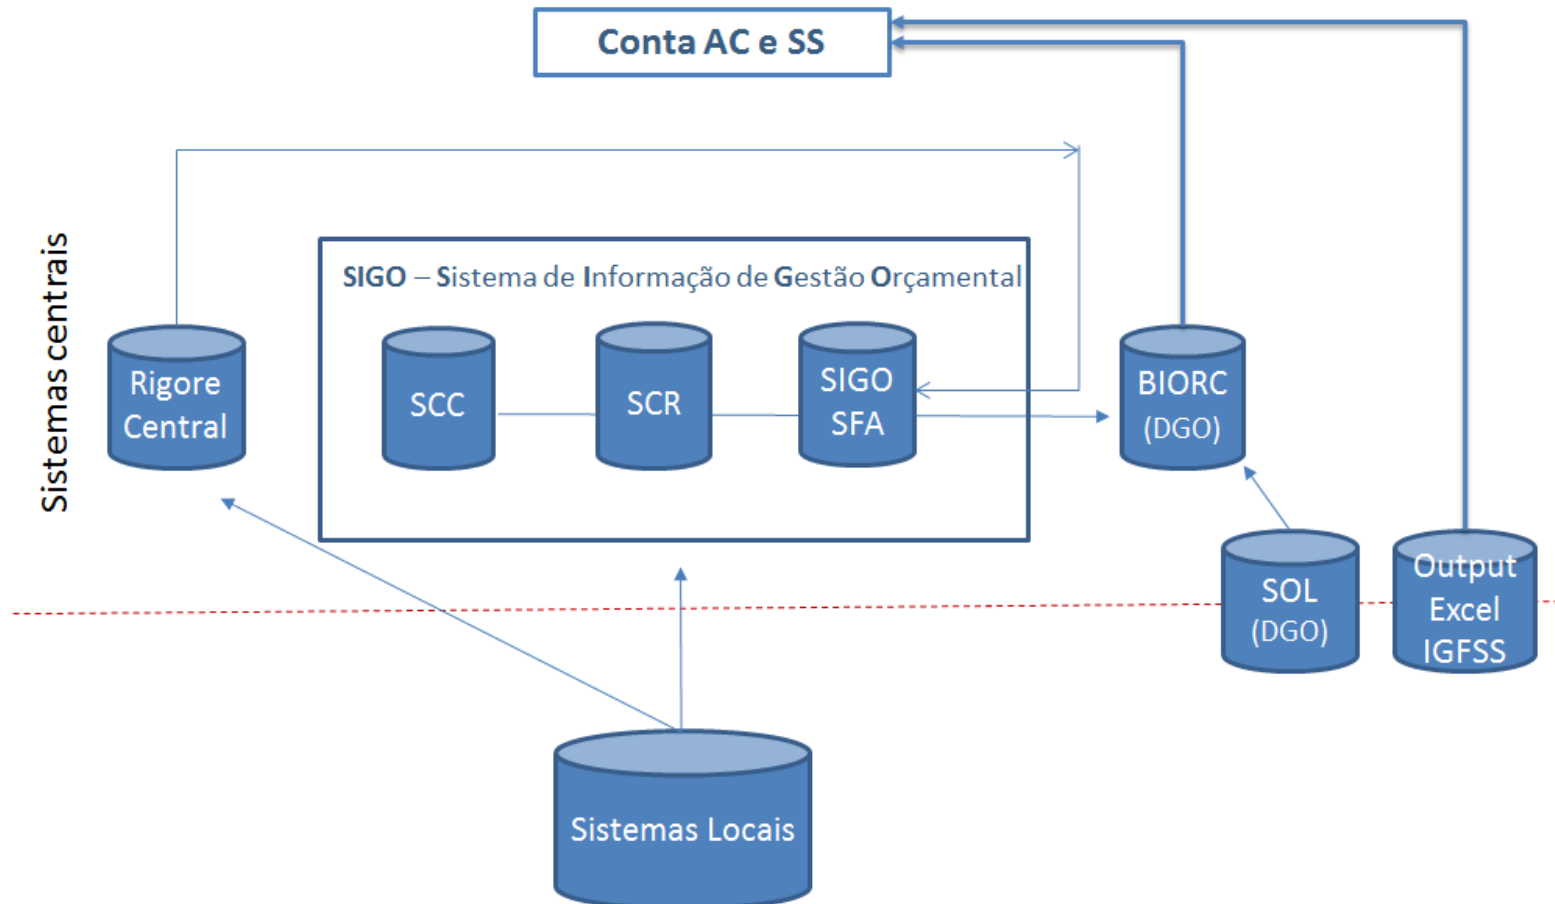 Conta AC e SS
Sistemas centrais
SIGO – Sistema de Informação de Gestão Orçamental
Rigore
Central
SCC
SCR
SIGO
SFA
BIORC
(DGO)
SOL
(DGO)
Output
Excel
IGFSS
Sistemas Locais